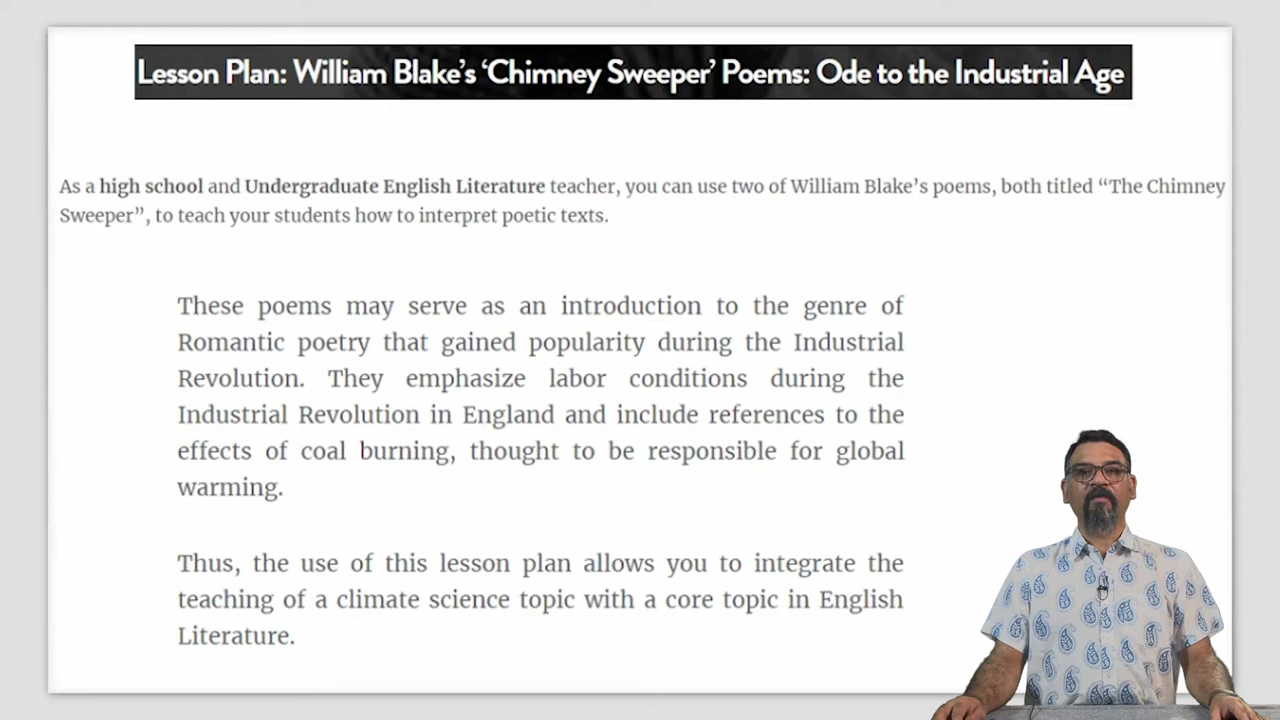 Lesson Plan: William Blake's 'Chimney Sweeper' Poems: Ode to the Industrial Age
As a high school and Undergraduate English Literature teacher, you can use two of William Blake's poems, both titled “The Chimney
Sweeper”, to teach your students how to interpret poetic texts.
These poems may serve as an introduction to the genre of
Romantic poetry that gained popularity during the Industrial
Revolution. They emphasize labor conditions during the
Industrial Revolution in England and include references to the
effects of coal burning, thought to be responsible for global
warming.
Thus, the use of this lesson plan allows you to integrate the
teaching of a climate science topic with a core topic in English
Literature.